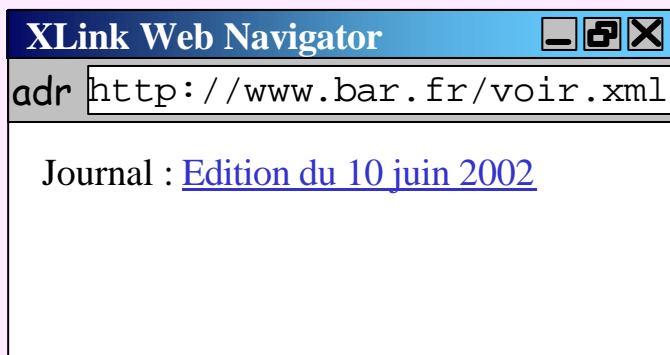 XLink Web Navigator
adr http://www.bar.fr/voir.xml
Journal : Edition du 10 juin 2002